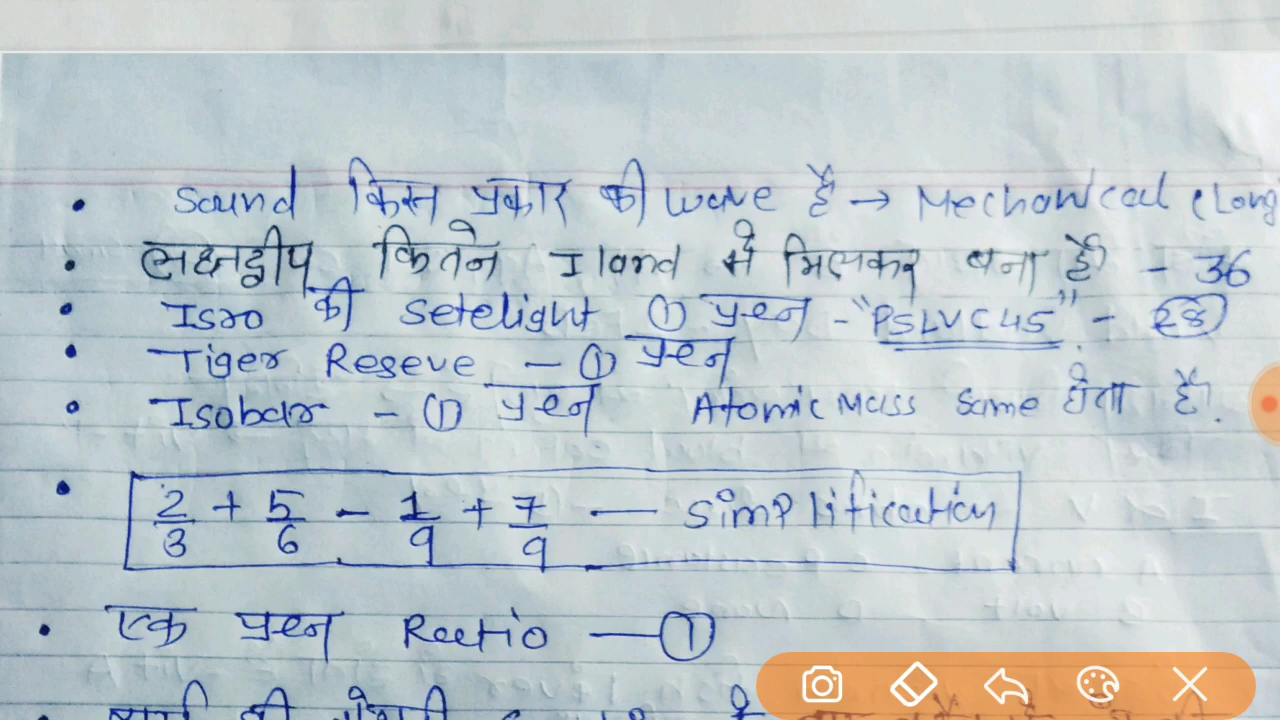 • Sound किस प्रकार की wave है → Mechanical (Long
• लक्षद्वीप कितने Iland से मिलकर बना है - 36
• Isro की Setelight ① प्रश्न - "PSLVC45" - 28
• Tiger Reseve - ① प्रश्न
• Isobar - ① प्रश्न Atomic Mass Same होता है.
• 2/3 + 5/6 - 1/9 + 7/9 — Simplification
• एक प्रश्न Ratio — ①